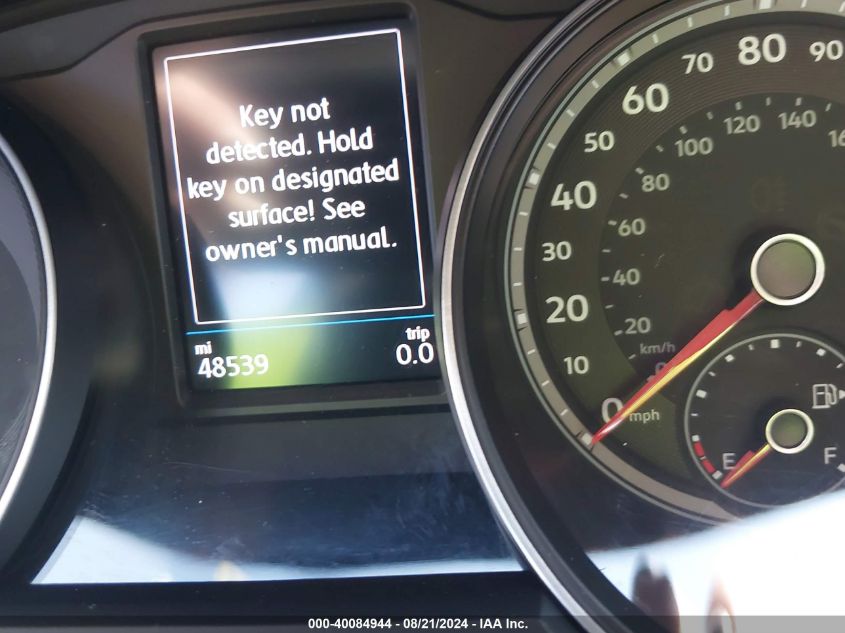 Key not
detected. Hold
key on designated
surface! See
owner's manual.
mi
48539
trip
0.0
90
80
70
60
50
40
30
20
10
0
mph
140
120
100
80
60
40
20
km/h
0
E
F
000-40084944 - 08/21/2024 - IAA Inc.